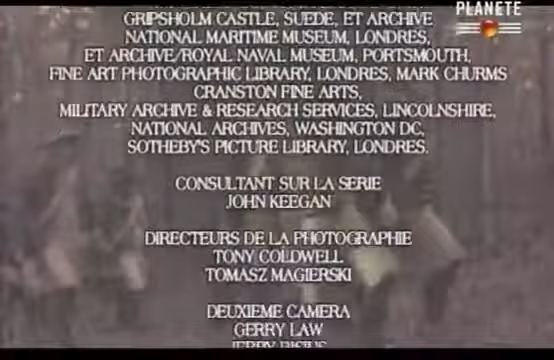 PLANETE
GRIPSHOLM CASTLE, SUEDE, ET ARCHIVE
NATIONAL MARITIME MUSEUM, LONDRES,
ET ARCHIVE/ROYAL NAVAL MUSEUM, PORTSMOUTH,
FINE ART PHOTOGRAPHIC LIBRARY, LONDRES, MARK CHURMS
CRANSTON FINE ARTS,
MILITARY ARCHIVE & RESEARCH SERVICES, LINCOLNSHIRE,
NATIONAL ARCHIVES, WASHINGTON DC,
SOTHEBY'S PICTURE LIBRARY, LONDRES.
CONSULTANT SUR LA SERIE
JOHN KEEGAN
DIRECTEURS DE LA PHOTOGRAPHIE
TONY COLDWELL
TOMASZ MAGIERSKI
DEUXIEME CAMERA
GERRY LAW